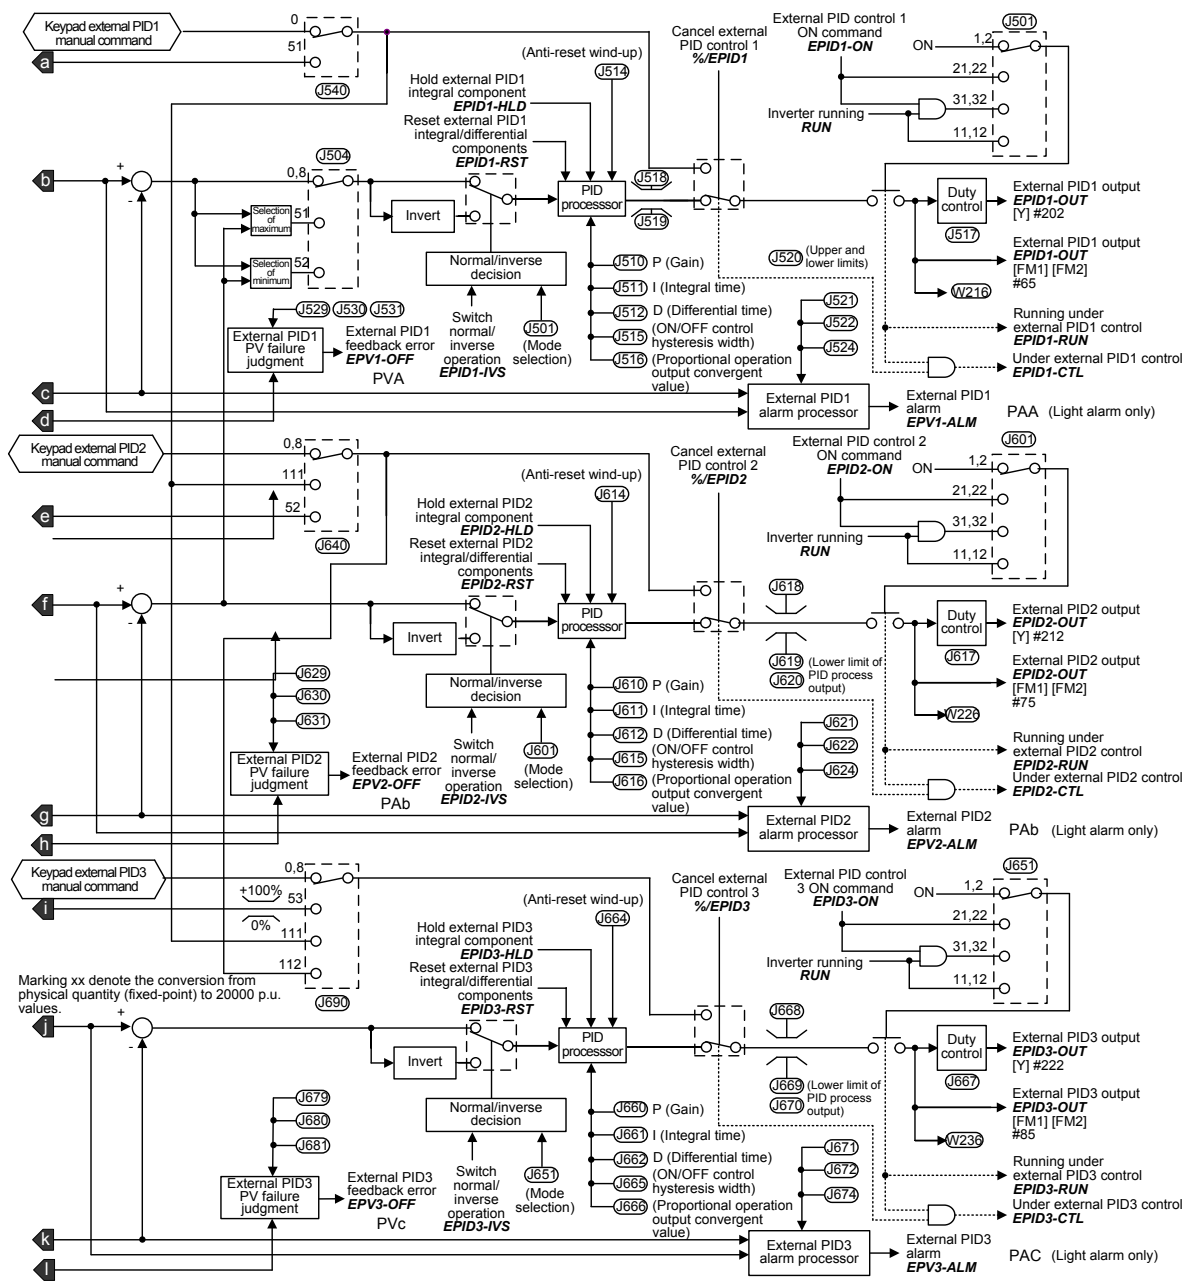 Keypad external PID1
manual command
0
51
J540
a
(Anti-reset wind-up)
J514
Hold external PID1
integral component
EPID1-HLD
Reset external PID1
integral/differential
components
EPID1-RST
Cancel external
PID control 1
%/EPID1
External PID control 1
ON command
EPID1-ON
Inverter running
RUN
J501
ON
1,2
21,22
31,32
11,12
b
+
-
J504
0,8
51
52
Selection
of
maximum
Selection
of
minimum
Invert
PID
processsor
J518
J519
Normal/inverse
decision
Switch
normal/
inverse
operation
EPID1-IVS
J501
(Mode
selection)
J510 P (Gain)
J511 I (Integral time)
J512 D (Differential time)
J515 (ON/OFF control
hysteresis width)
J516 (Proportional operation
output convergent
value)
J520 (Upper and
lower limits)
J521
J522
J524
Duty
control
J517
External PID1 output
EPID1-OUT
[Y] #202
External PID1 output
EPID1-OUT
[FM1] [FM2]
#65
W216
Running under
external PID1 control
EPID1-RUN
Under external PID1 control
EPID1-CTL
J529 J530 J531
External PID1
PV failure
judgment
External PID1
feedback error
EPV1-OFF
PVA
c
d
External PID1
alarm processor
External PID1
alarm
EPV1-ALM
PAA (Light alarm only)
Keypad external PID2
manual command
0,8
111
52
J640
e
(Anti-reset wind-up)
J614
Hold external PID2
integral component
EPID2-HLD
Reset external PID2
integral/differential
components
EPID2-RST
Cancel external
PID control 2
%/EPID2
External PID control 2
ON command
EPID2-ON
Inverter running
RUN
J601
ON
1,2
21,22
31,32
11,12
f
+
-
Invert
PID
processsor
J618
J619 (Lower limit of
J620 PID process
output)
Normal/inverse
decision
Switch
normal/
inverse
operation
EPID2-IVS
J601
(Mode
selection)
J610 P (Gain)
J611 I (Integral time)
J612 D (Differential time)
J615 (ON/OFF control
hysteresis width)
J616 (Proportional operation
output convergent
value)
J621
J622
J624
Duty
control
J617
External PID2 output
EPID2-OUT
[Y] #212
External PID2 output
EPID2-OUT
[FM1] [FM2]
#75
W226
Running under
external PID2 control
EPID2-RUN
Under external PID2 control
EPID2-CTL
J629
J630
J631
External PID2
PV failure
judgment
External PID2
feedback error
EPV2-OFF
PAb
g
h
External PID2
alarm processor
External PID2
alarm
EPV2-ALM
PAb (Light alarm only)
Keypad external PID3
manual command
0,8
+100%
53
0%
111
112
J690
i
Marking xx denote the conversion from
physical quantity (fixed-point) to 20000 p.u.
values.
(Anti-reset wind-up)
J664
Hold external PID3
integral component
EPID3-HLD
Reset external PID3
integral/differential
components
EPID3-RST
Cancel external
PID control 3
%/EPID3
External PID control
3 ON command
EPID3-ON
Inverter running
RUN
J651
ON
1,2
21,22
31,32
11,12
j
+
-
Invert
PID
processsor
J668
J669 (Lower limit of
J670 PID process
output)
Normal/inverse
decision
Switch
normal/
inverse
operation
EPID3-IVS
J651
(Mode
selection)
J660 P (Gain)
J661 I (Integral time)
J662 D (Differential time)
J665 (ON/OFF control
hysteresis width)
J666 (Proportional operation
output convergent
value)
J671
J672
J674
Duty
control
J667
External PID3 output
EPID3-OUT
[Y] #222
External PID3 output
EPID3-OUT
[FM1] [FM2]
#85
W236
Running under
external PID3 control
EPID3-RUN
Under external PID3 control
EPID3-CTL
J679
J680
J681
External PID3
PV failure
judgment
External PID3
feedback error
EPV3-OFF
PVc
k
l
External PID3
alarm processor
External PID3
alarm
EPV3-ALM
PAC (Light alarm only)